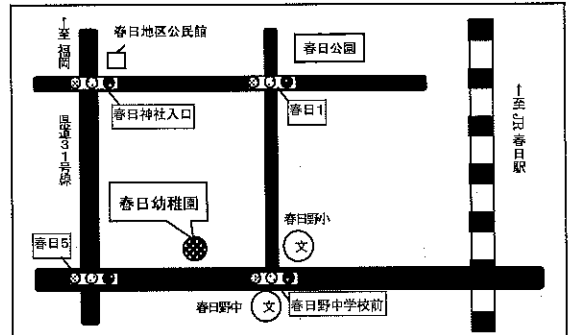 ←至 福岡
春日地区公民館
春日公園
春日神社入口
春日1
←至JR春日駅
県道31号線
春日幼稚園
春日野小
文
春日5
春日野中
文
春日野中学校前